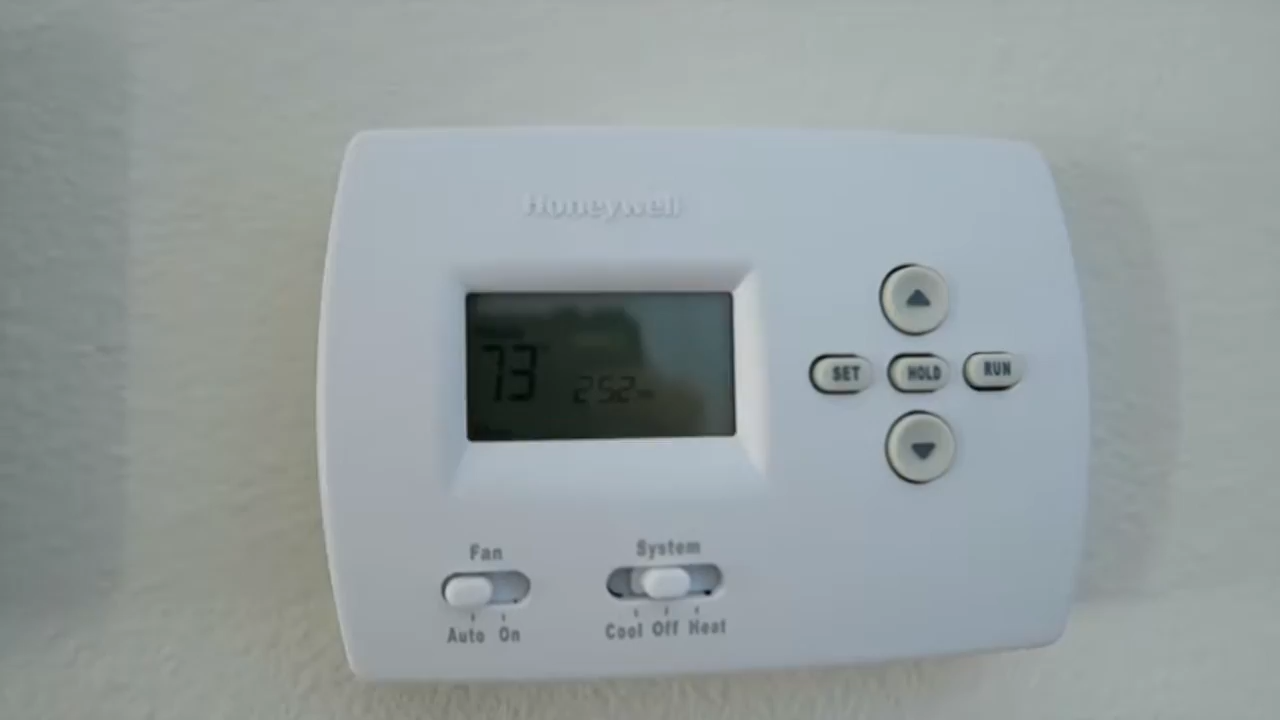 Honeywell
73 2:52
SET HOLD RUN
Fan System
Auto On Cool Off Heat